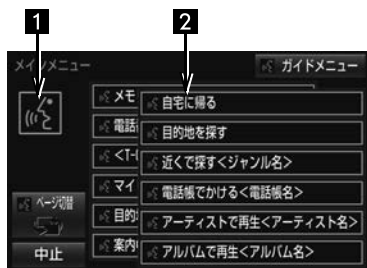 1
2
メインメニュー
ガイドメニュー
メモ
自宅に帰る
電話
目的地を探す
<T-
近くで探す<ジャンル名>
マイ
電話帳でかける<電話帳名>
ページ切替
目的
アーティストで再生<アーティスト名>
中止
案内
アルバムで再生<アルバム名>